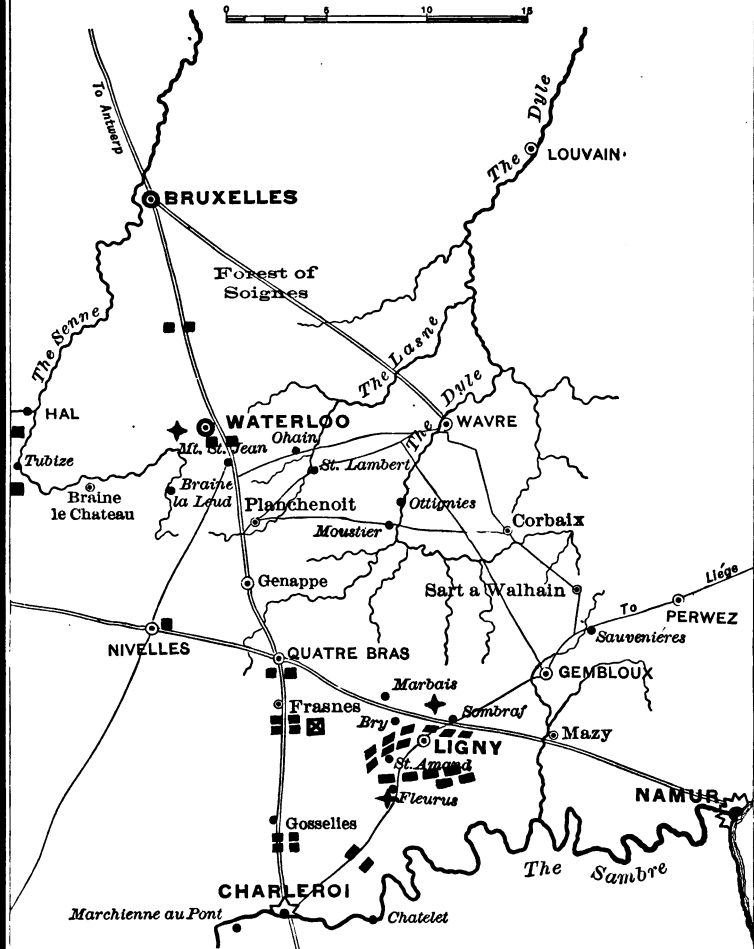 0 5 10 15
To Antwerp
The Dyle
LOUVAIN
BRUXELLES
Forest of
Soignes
The Senne
The Lasne
The Dyle
HAL
WATERLOO
WAVRE
Mt. St. Jean
Ohain
Tubize
St. Lambert
Braine
le Chateau
Braine
la Leud
Planchenoit
Ottignies
Moustier
Corbaix
Genappe
Sart a Walhain
To Liége
PERWEZ
NIVELLES
Sauvenières
QUATRE BRAS
GEMBLOUX
Marbais
Frasnes
Sombraf
Bry
Mazy
LIGNY
St. Amand
Fleurus
NAMUR
Gosselies
The Sambre
CHARLEROI
Marchienne au Pont
Chatelet